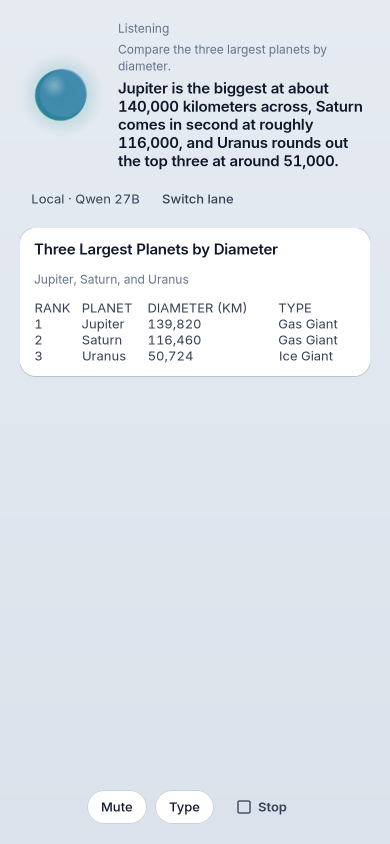 Listening
Compare the three largest planets by
diameter.
Jupiter is the biggest at about
140,000 kilometers across, Saturn
comes in second at roughly
116,000, and Uranus rounds out
the top three at around 51,000.
Local · Qwen 27B Switch lane
Three Largest Planets by Diameter
Jupiter, Saturn, and Uranus
RANK PLANET DIAMETER (KM) TYPE
1 Jupiter 139,820 Gas Giant
2 Saturn 116,460 Gas Giant
3 Uranus 50,724 Ice Giant
Mute Type Stop